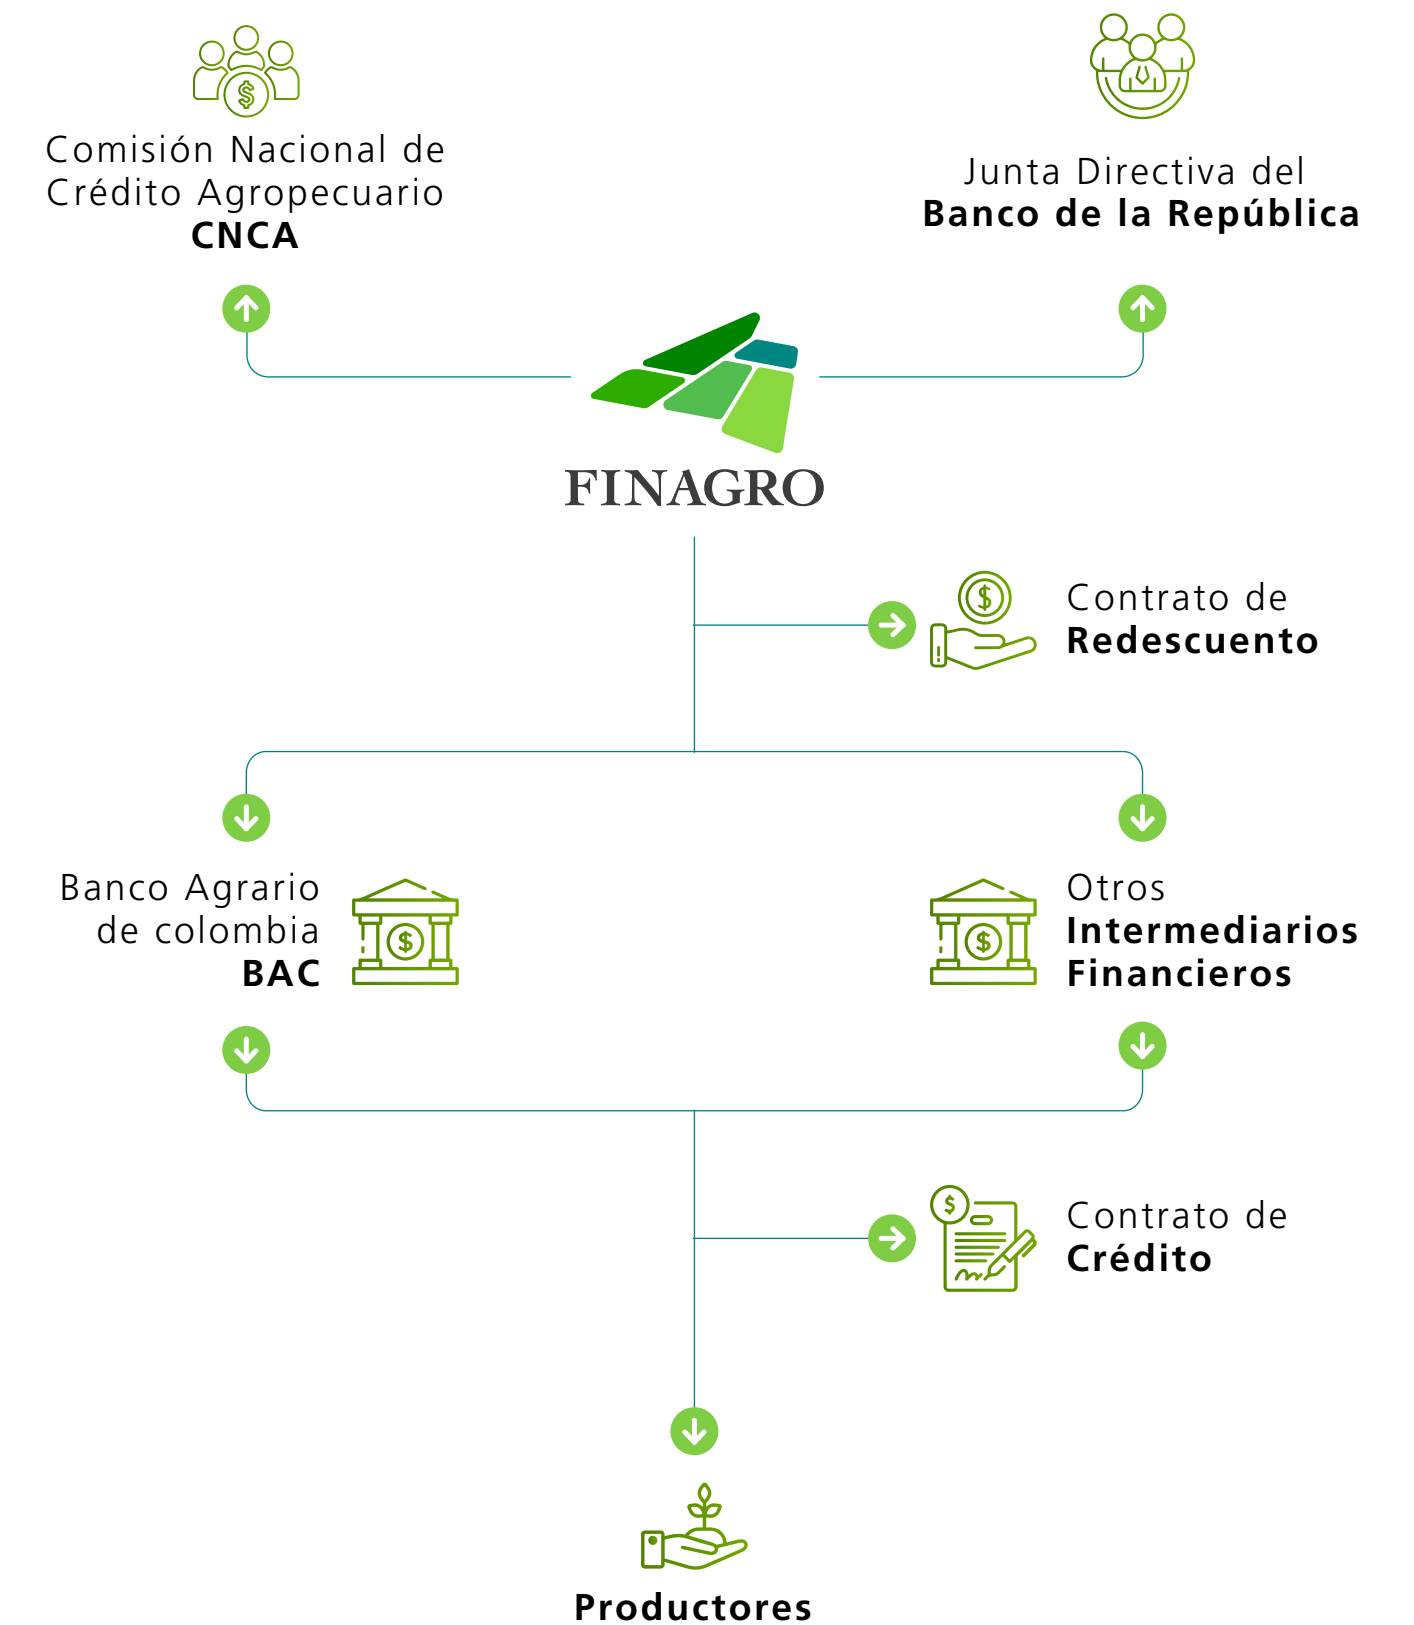 Comisión Nacional de
Crédito Agropecuario
CNCA
Junta Directiva del
Banco de la República
FINAGRO
Contrato de
Redescuento
Banco Agrario
de colombia
BAC
Otros
Intermediarios
Financieros
Contrato de
Crédito
Productores